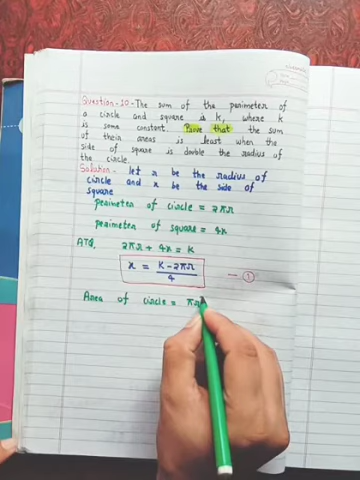 Question-10- The sum of the perimeter of
a circle and square is k, where k
is some constant. Prove that the sum
of their areas is least when the
side of square is double the radius of
the circle.
Solution - let r be the radius of
circle and x be the side of
square
perimeter of circle = 2πr
perimeter of square = 4x
ATQ, 2πr + 4x = k
x = k-2πr / 4 — ①
Area of circle = πr